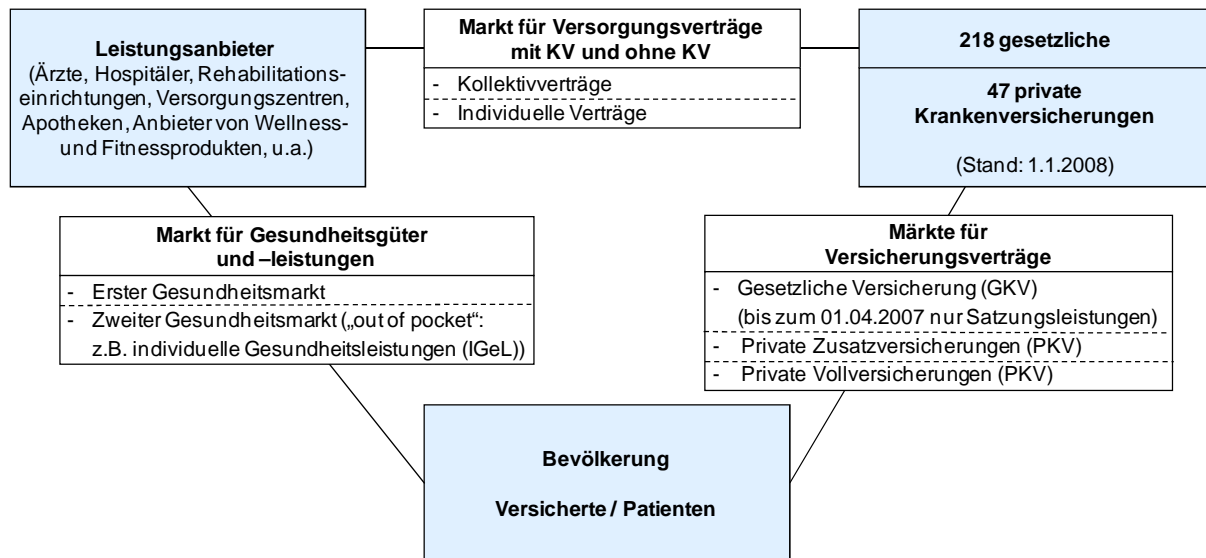 Leistungsanbieter
(Ärzte, Hospitäler, Rehabilitations-
einrichtungen, Versorgungszentren,
Apotheken, Anbieter von Wellness-
und Fitnessprodukten, u.a.)
Markt für Versorgungsverträge
mit KV und ohne KV
- Kollektivverträge
- Individuelle Verträge
218 gesetzliche
47 private
Krankenversicherungen
(Stand: 1.1.2008)
Markt für Gesundheitsgüter
und –leistungen
- Erster Gesundheitsmarkt
- Zweiter Gesundheitsmarkt („out of pocket“:
z.B. individuelle Gesundheitsleistungen (IGeL))
Märkte für
Versicherungsverträge
- Gesetzliche Versicherung (GKV)
(bis zum 01.04.2007 nur Satzungsleistungen)
- Private Zusatzversicherungen (PKV)
- Private Vollversicherungen (PKV)
Bevölkerung
Versicherte / Patienten